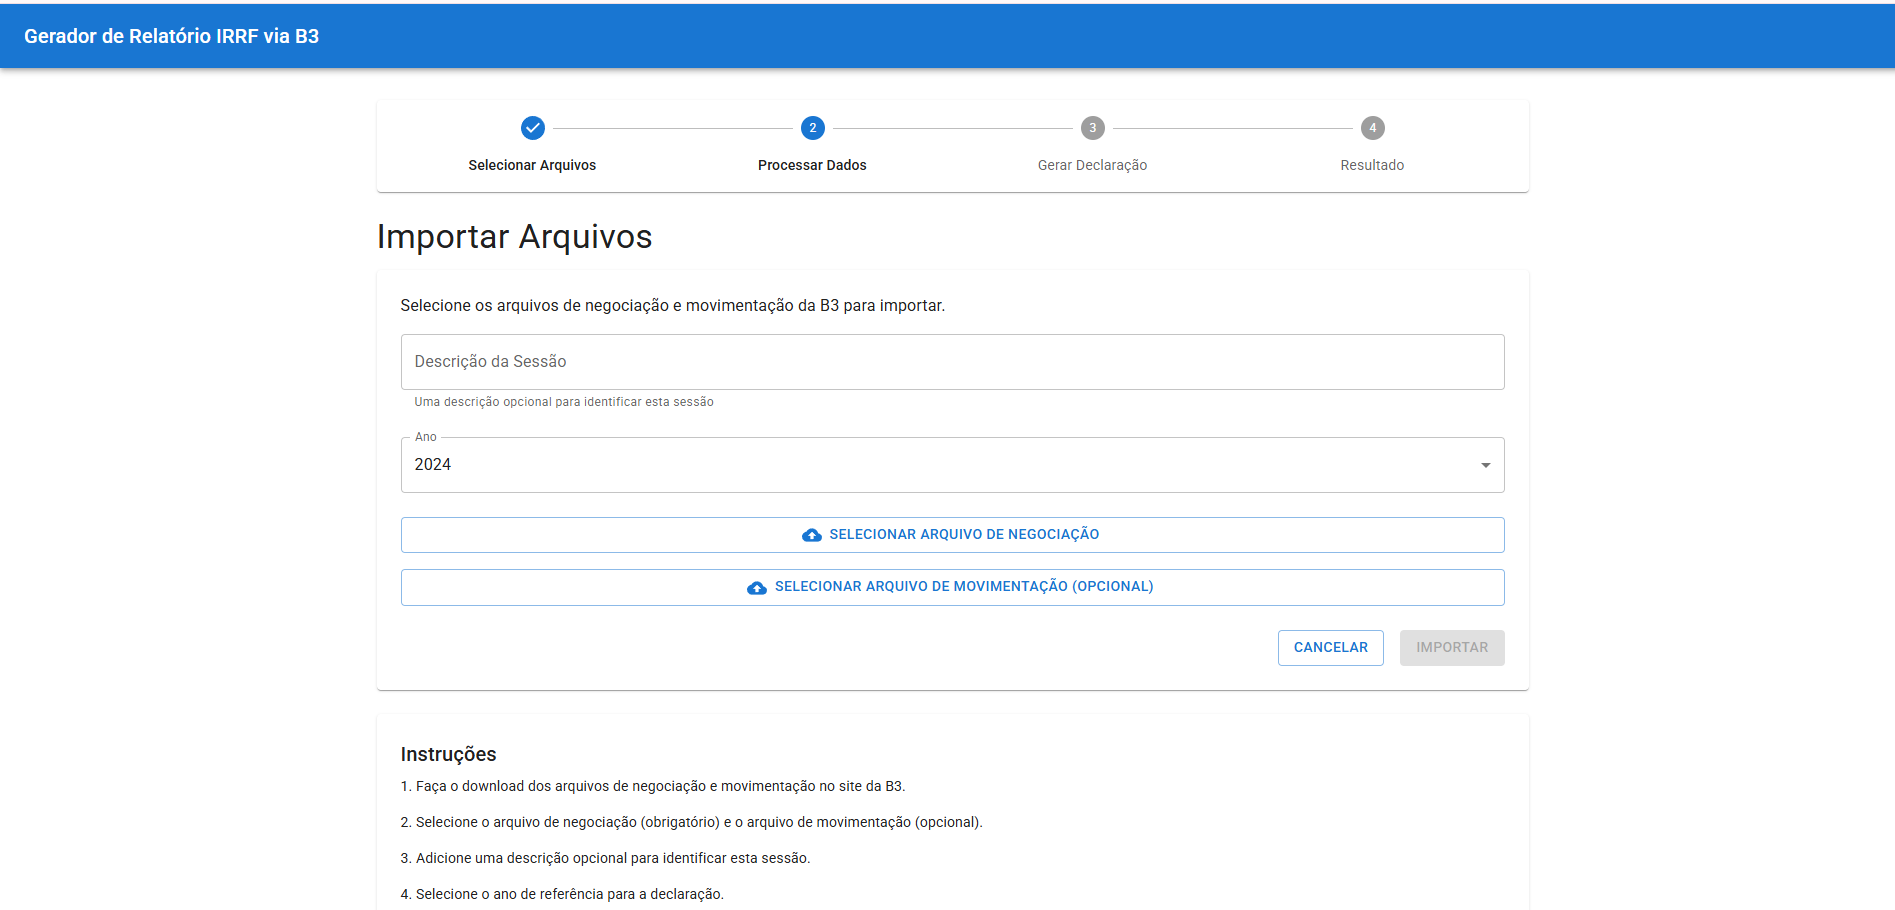 Gerador de Relatório IRRF via B3
2
3
4
Selecionar Arquivos
Processar Dados
Gerar Declaração
Resultado
Importar Arquivos
Selecione os arquivos de negociação e movimentação da B3 para importar.
Descrição da Sessão
Uma descrição opcional para identificar esta sessão
Ano
2024
SELECIONAR ARQUIVO DE NEGOCIAÇÃO
SELECIONAR ARQUIVO DE MOVIMENTAÇÃO (OPCIONAL)
CANCELAR
IMPORTAR
Instruções
1. Faça o download dos arquivos de negociação e movimentação no site da B3.
2. Selecione o arquivo de negociação (obrigatório) e o arquivo de movimentação (opcional).
3. Adicione uma descrição opcional para identificar esta sessão.
4. Selecione o ano de referência para a declaração.